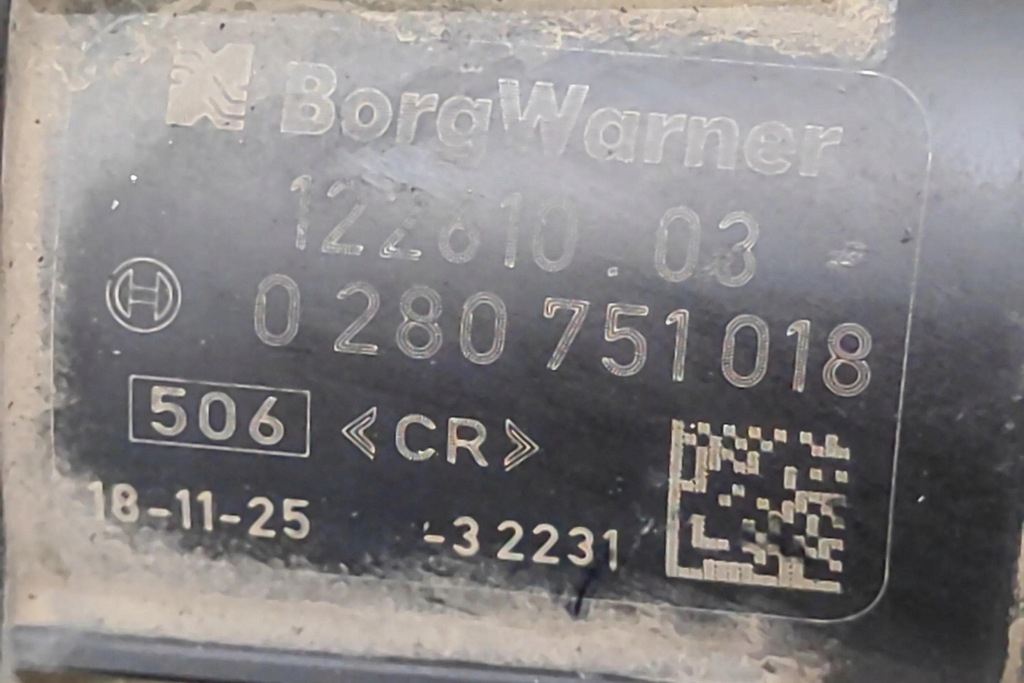 BorgWarner
122610.03
0 280 751 018
506 <CR>
18-11-25 -3 2231